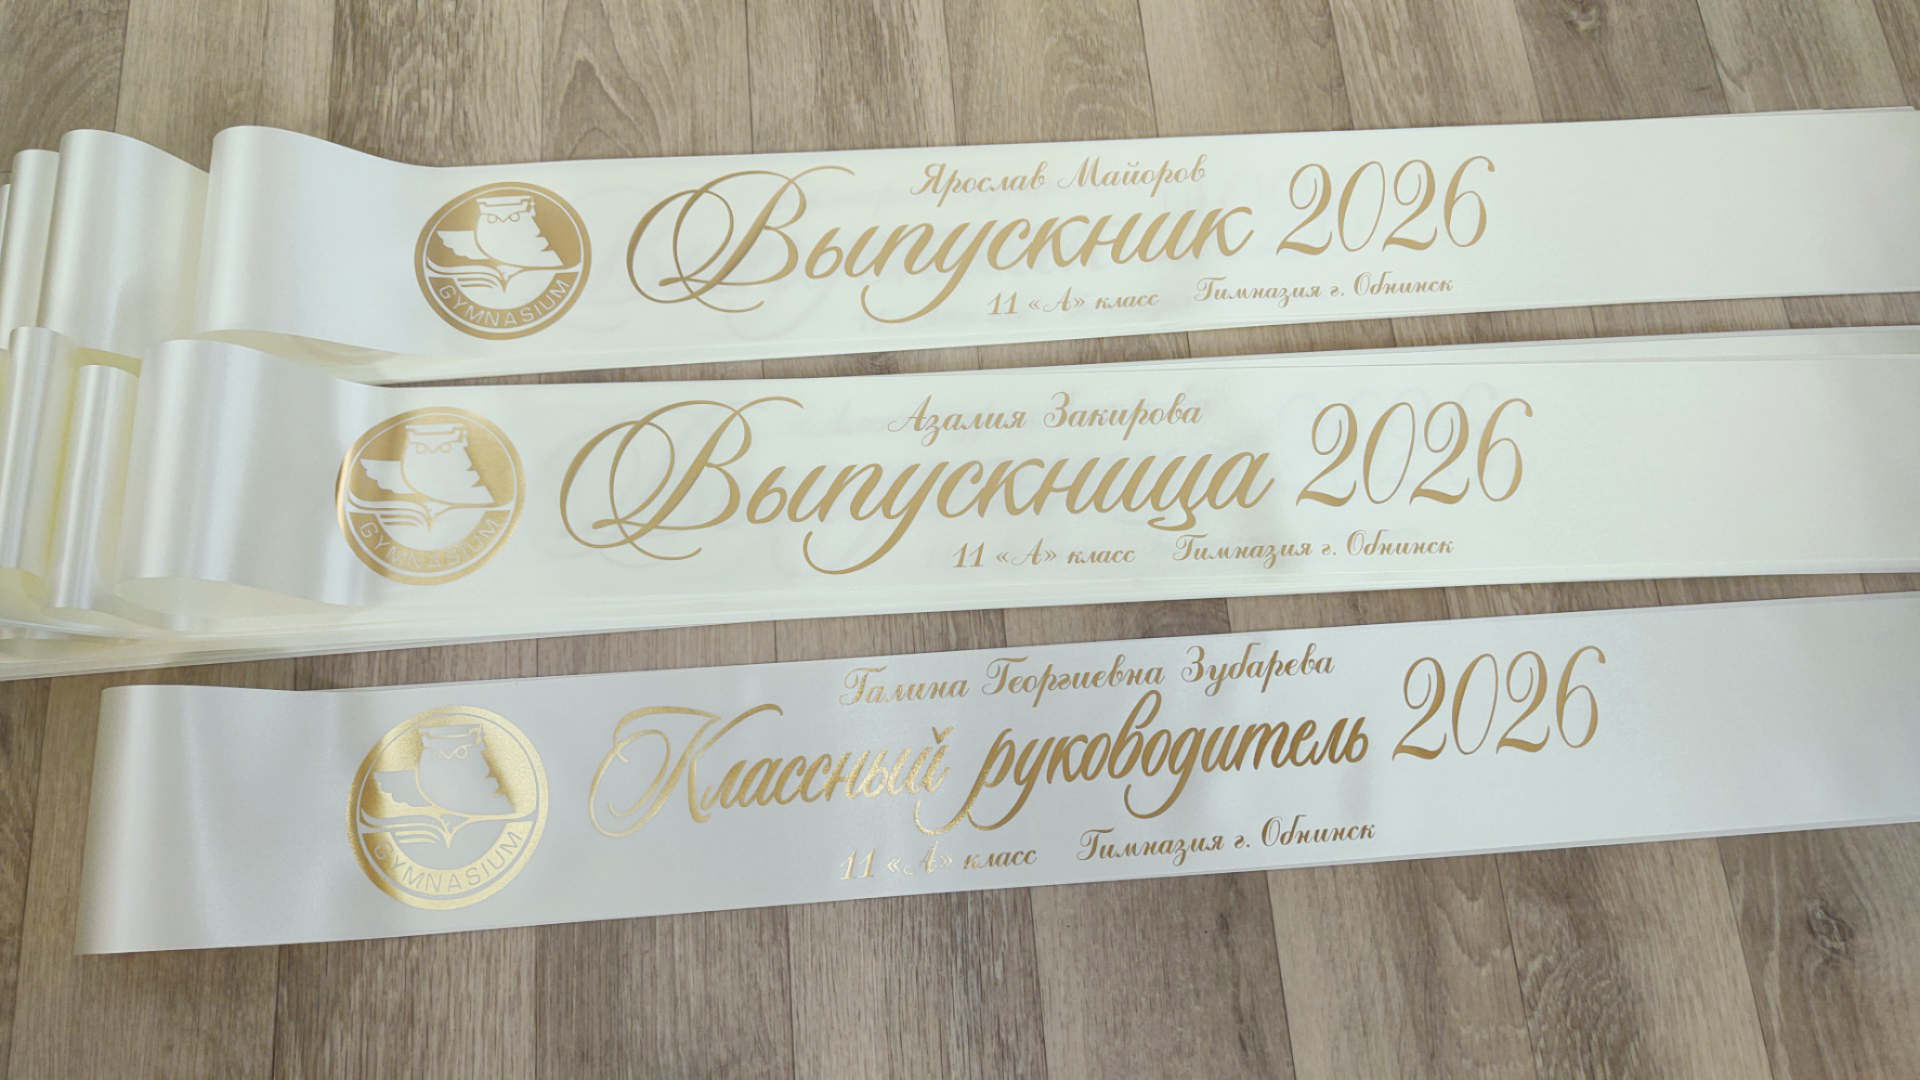 Ярослав Майоров
Выпускник 2026
11 «А» класс Гимназия г. Обнинск
GYMNASIUM
Азалия Закирова
Выпускница 2026
11 «А» класс Гимназия г. Обнинск
GYMNASIUM
Галина Георгиевна Зубарева
Классный руководитель 2026
11 «А» класс Гимназия г. Обнинск
GYMNASIUM